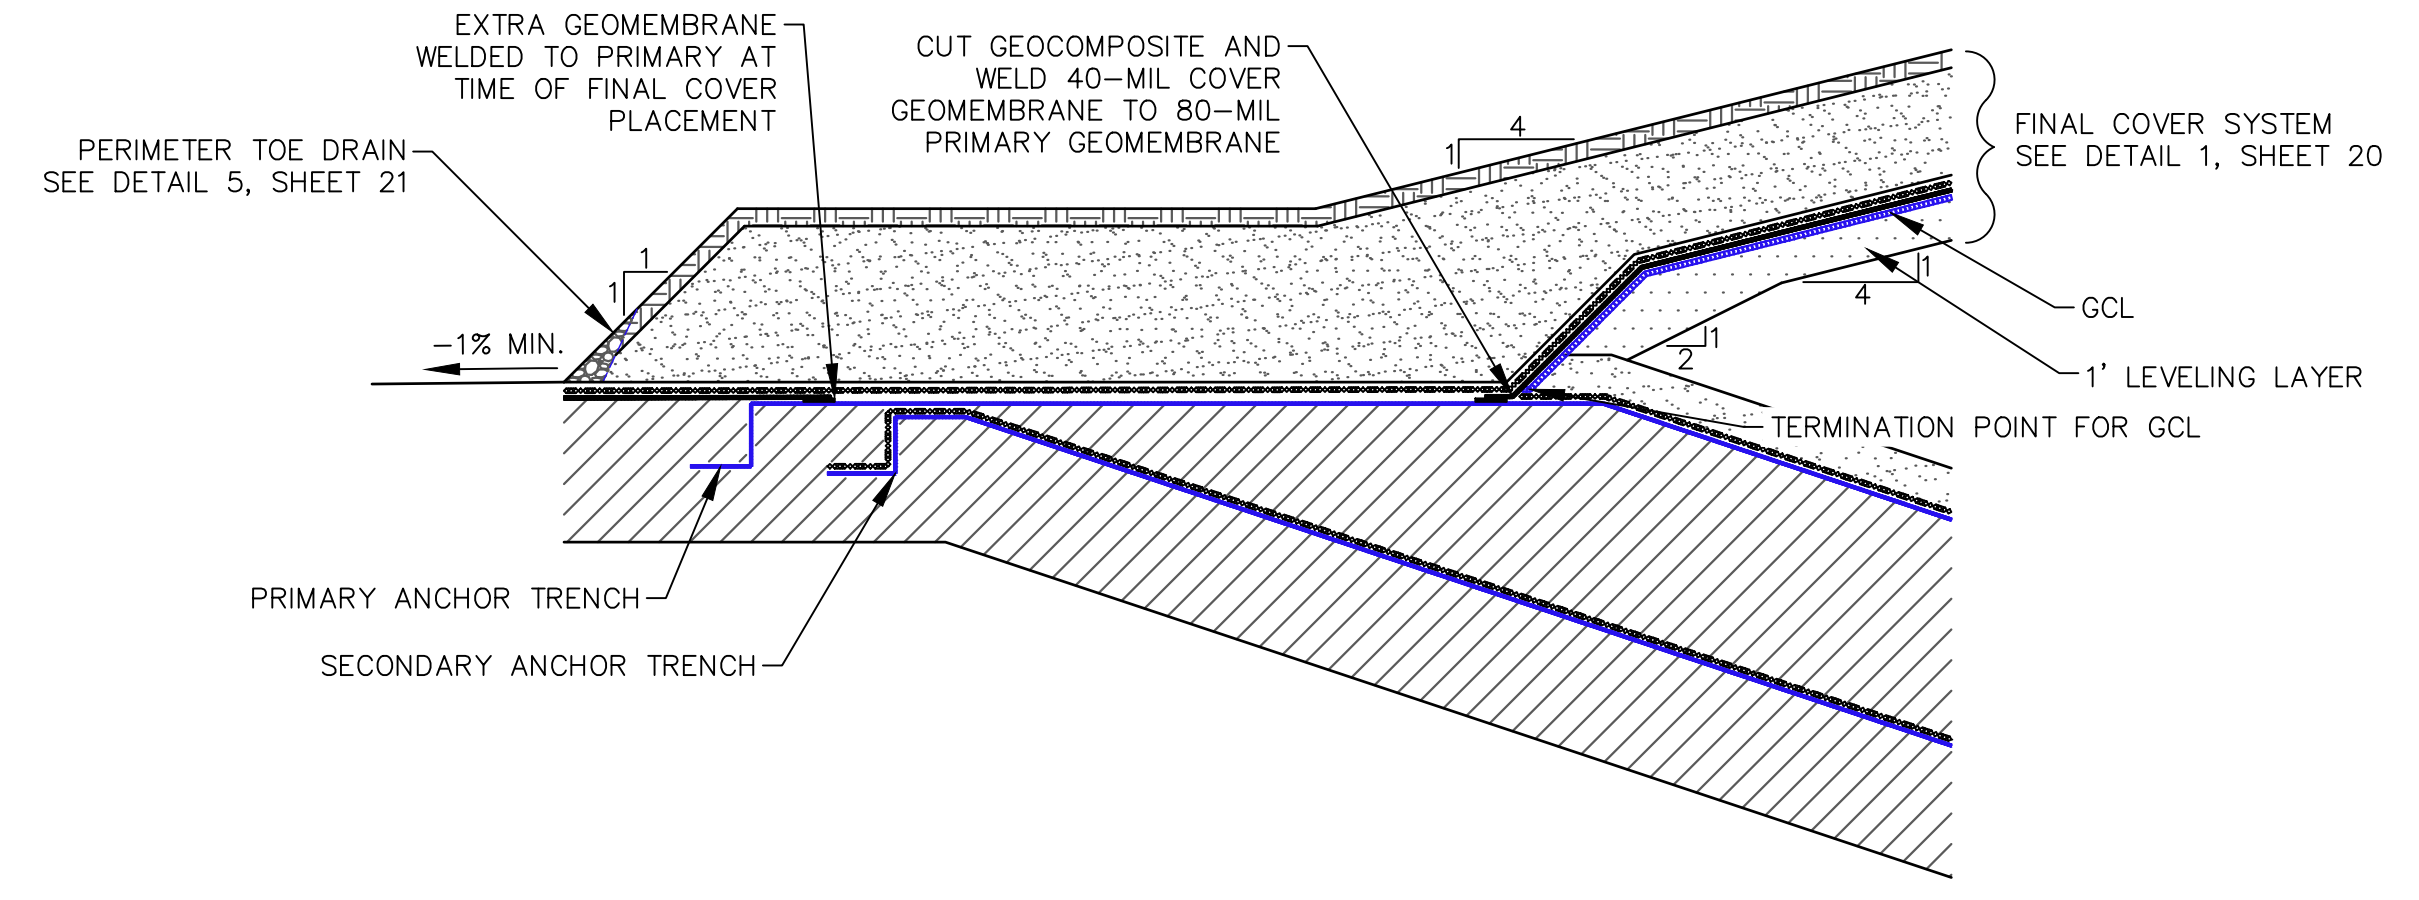 EXTRA GEOMEMBRANE
WELDED TO PRIMARY AT
TIME OF FINAL COVER
PLACEMENT
CUT GEOCOMPOSITE AND
WELD 40-MIL COVER
GEOMEMBRANE TO 80-MIL
PRIMARY GEOMEMBRANE
PERIMETER TOE DRAIN
SEE DETAIL 5, SHEET 21
4
1
FINAL COVER SYSTEM
SEE DETAIL 1, SHEET 20
1
1
-1% MIN.
1
4
1
2
GCL
1' LEVELING LAYER
TERMINATION POINT FOR GCL
PRIMARY ANCHOR TRENCH
SECONDARY ANCHOR TRENCH